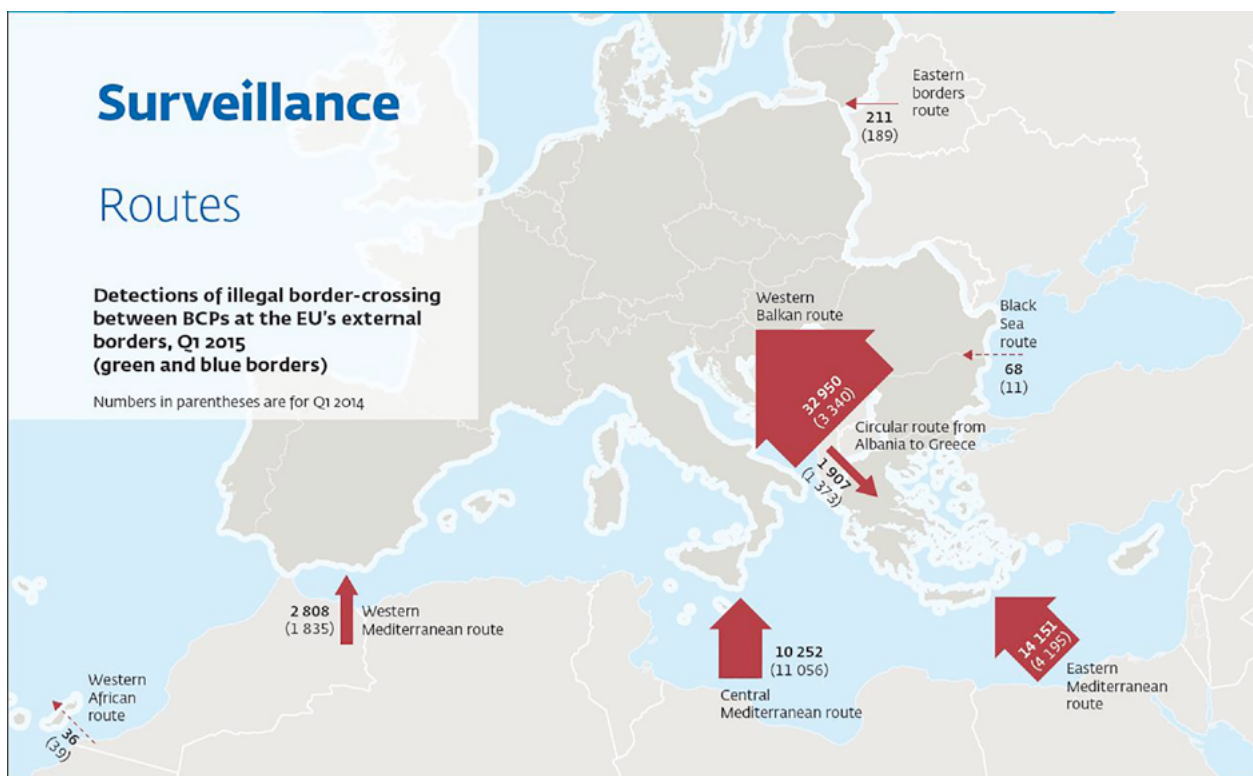 Surveillance
Routes
Detections of illegal border-crossing
between BCPs at the EU's external
borders, Q1 2015
(green and blue borders)
Numbers in parentheses are for Q1 2014
Eastern
borders
route
211
(189)
Western
Balkan route
32 950
(3 340)
Black
Sea
route
68
(11)
Circular route from
Albania to Greece
1 907
(1 373)
2 808
(1 835)
Western
Mediterranean route
10 252
(11 056)
Central
Mediterranean route
14 151
(4 195)
Eastern
Mediterranean
route
Western
African
route
36
(39)